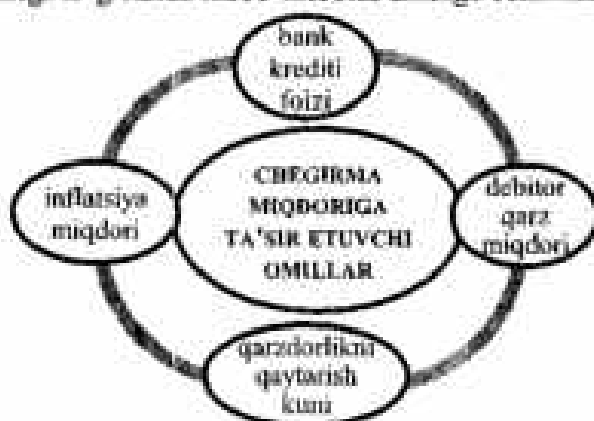 bank
krediti
foizi
inflatsiya
miqdori
CHEGIRMA
MIQDORIGA
TA'SIR ETUVCHI
OMILLAR
debitor
qarz
miqdori
qarzdorlikni
qaytarish
kuni